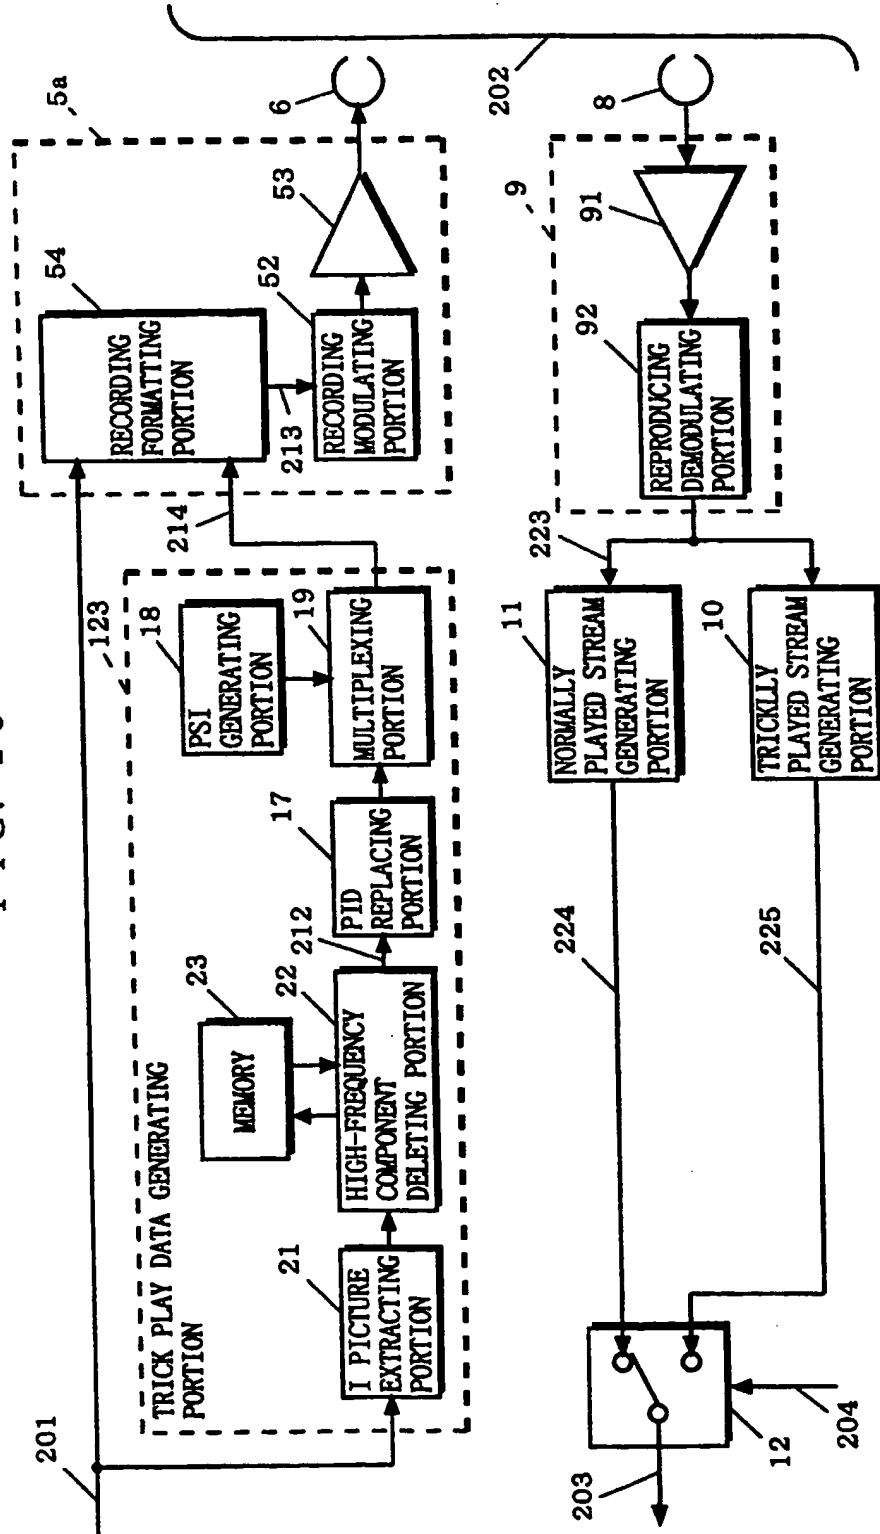 FIG.
201
TRICK PLAY DATA GENERATING
PORTION
123
21
I PICTURE
EXTRACTING
PORTION
23
MEMORY
22
HIGH-FREQUENCY
COMPONENT
DELETING PORTION
212
17
PID
REPLACING
PORTION
18
PSI
GENERATING
PORTION
19
MULTIPLEXING
PORTION
214
5a
54
RECORDING
FORMATTING
PORTION
213
52
RECORDING
MODULATING
PORTION
53
6
202
203
12
204
224
225
11
NORMALLY
PLAYED STREAM
GENERATING
PORTION
10
TRICKLLY
PLAYED STREAM
GENERATING
PORTION
223
9
92
REPRODUCING
DEMODULATING
PORTION
91
8